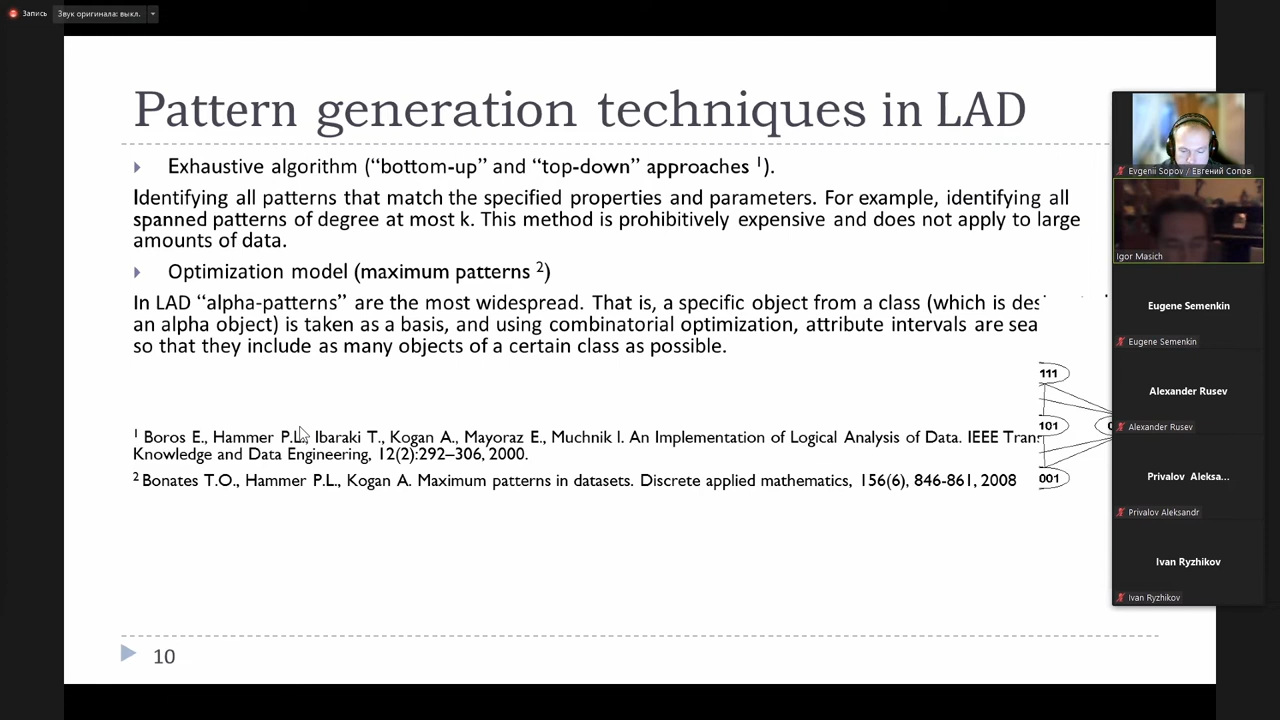 Запись
Звук оригинала: выкл.
Pattern generation techniques in LAD
Exhaustive algorithm (“bottom-up” and “top-down” approaches ¹).
Identifying all patterns that match the specified properties and parameters. For example, identifying all
spanned patterns of degree at most k. This method is prohibitively expensive and does not apply to large
amounts of data.
Optimization model (maximum patterns ²)
In LAD “alpha-patterns” are the most widespread. That is, a specific object from a class (which is
an alpha object) is taken as a basis, and using combinatorial optimization, attribute intervals are
so that they include as many objects of a certain class as possible.
111
101
001
¹ Boros E., Hammer P.L., Ibaraki T., Kogan A., Mayoraz E., Muchnik I. An Implementation of Logical Analysis of Data. IEEE
Knowledge and Data Engineering, 12(2):292–306, 2000.
² Bonates T.O., Hammer P.L., Kogan A. Maximum patterns in datasets. Discrete applied mathematics, 156(6), 846-861, 2008
10
Evgenii Sopov / Евгений Сопов
Igor Masich
Eugene Semenkin
Eugene Semenkin
Alexander Rusev
Alexander Rusev
Privalov Aleksa...
Privalov Aleksandr
Ivan Ryzhikov
Ivan Ryzhikov